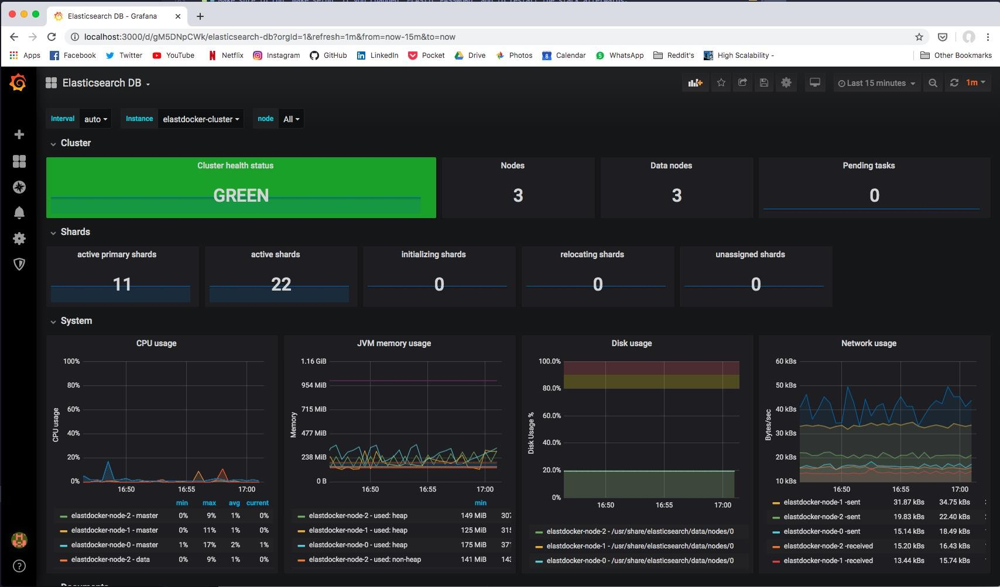 Elasticsearch DB - Grafana
localhost:3000/d/gM5DNpCWk/elasticsearch-db?orgId=1&refresh=1m&from=now-15m&to=now
Apps Facebook Twitter YouTube Netflix Instagram GitHub LinkedIn Pocket Drive Photos 8 Calendar 5 WhatsApp Reddit's High Scalability - Other Bookmarks
Elasticsearch DB Last 15 minutes 1m
Interval auto Instance elastdocker-cluster node All
Cluster
Cluster health status Nodes Data nodes Pending tasks
GREEN 3 3 0
Shards
active primary shards active shards initializing shards relocating shards unassigned shards
11 22 0 0 0
System
CPU usage
100%
80%
60%
40%
20%
0%
CPU usage
16:50 16:55 17:00
min max avg current
elastdocker-node-2 - master 0% 9% 1% 0%
elastdocker-node-1 - master 0% 11% 1% 0%
elastdocker-node-0 - master 1% 17% 2% 1%
elastdocker-node-2 - data 0% 9% 1% 0%
JVM memory usage
1.16 GiB
954 MiB
715 MiB
477 MiB
238 MiB
0 B
Memory
16:50 16:55 17:00
min
elastdocker-node-2 - used: heap 149 MiB 307
elastdocker-node-1 - used: heap 125 MiB 315
elastdocker-node-0 - used: heap 175 MiB 371
elastdocker-node-2 - used: non-heap 141 MiB 143
Disk usage
100.0%
80.0%
60.0%
40.0%
20.0%
0%
Disk Usage %
16:50 16:55 17:00
elastdocker-node-2 - /usr/share/elasticsearch/data/nodes/0
elastdocker-node-1 - /usr/share/elasticsearch/data/nodes/0
elastdocker-node-0 - /usr/share/elasticsearch/data/nodes/0
Network usage
60 kBs
50 kBs
40 kBs
30 kBs
20 kBs
10 kBs
Bytes/sec
16:50 16:55 17:00
elastdocker-node-1 -sent 31.87 kBs 34.75 kBs
elastdocker-node-2 -sent 19.83 kBs 22.40 kBs
elastdocker-node-0 -sent 15.14 kBs 18.49 kBs
elastdocker-node-2 -received 15.20 kBs 16.43 kBs
elastdocker-node-1 -received 13.44 kBs 15.74 kBs